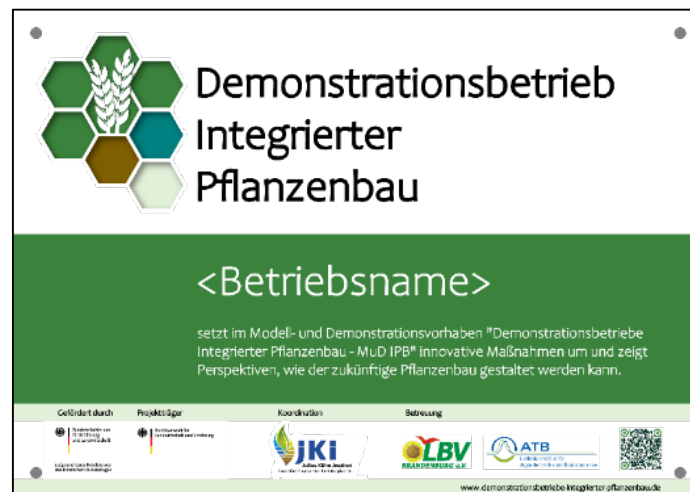 Demonstrationsbetrieb
Integrierter
Pflanzenbau
<Betriebsname>
setzt im Modell- und Demonstrationsvorhaben "Demonstrationsbetriebe
Integrierter Pflanzenbau - MuD IPB" innovative Maßnahmen um und zeigt
Perspektiven, wie der zukünftige Pflanzenbau gestaltet werden kann.
Gefördert durch
Projektträger
Koordination
Betreuung
JKI
LBV
BRANDENBURG e.V.
ATB
www.demonstrationsbetriebe-integrierter-pflanzenbau.de